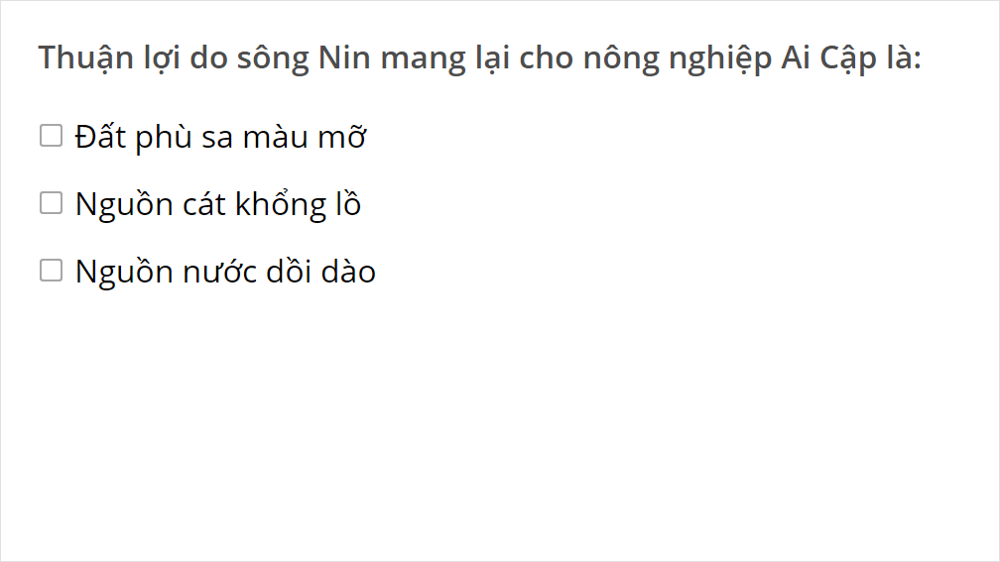 Thuận lợi do sông Nin mang lại cho nông nghiệp Ai Cập là:
Đất phù sa màu mỡ
Nguồn cát khổng lồ
Nguồn nước dồi dào